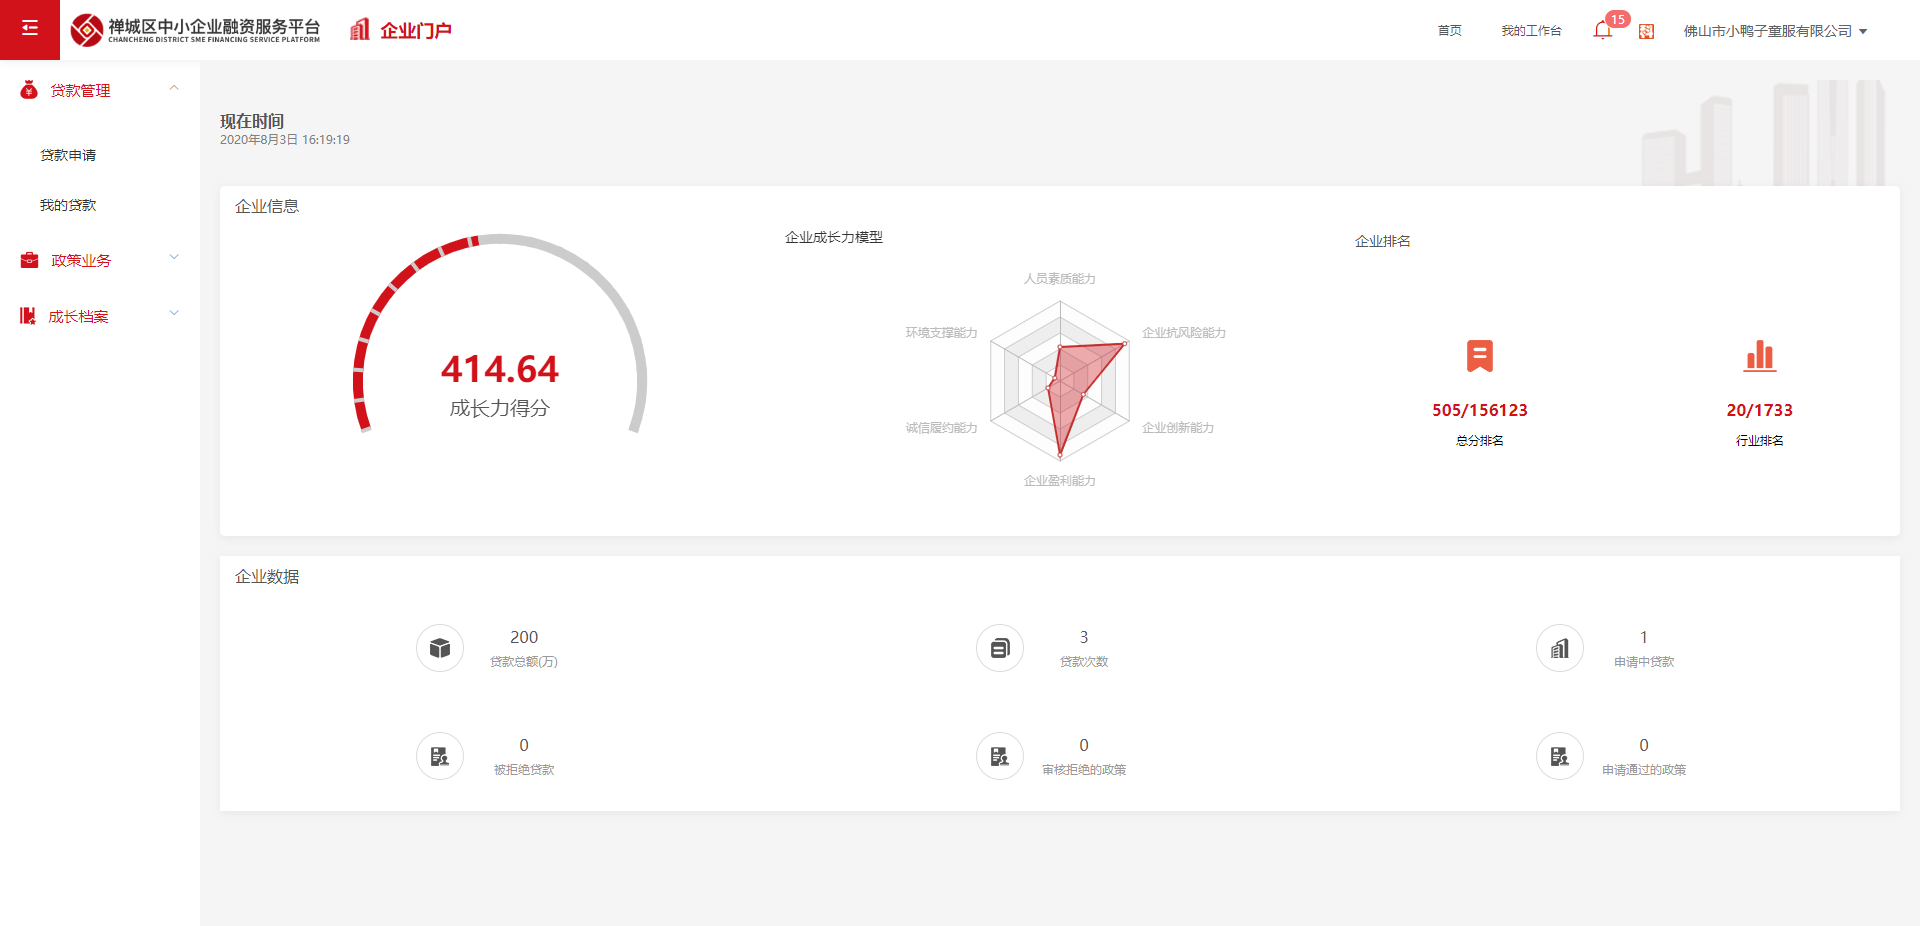 禅城区中小企业融资服务平台
CHANCHENG DISTRICT SME FINANCING SERVICE PLATFORM
企业门户
首页
我的工作台
15
佛山市小鸭子童服有限公司
贷款管理
贷款申请
我的贷款
政策业务
成长档案
现在时间
2020年8月3日 16:19:19
企业信息
414.64
成长力得分
企业成长力模型
人员素质能力
环境支撑能力
企业抗风险能力
诚信履约能力
企业创新能力
企业盈利能力
企业排名
505/156123
总分排名
20/1733
行业排名
企业数据
200
贷款总额(万)
3
贷款次数
1
申请中贷款
0
被拒绝贷款
0
审核拒绝的政策
0
申请通过的政策